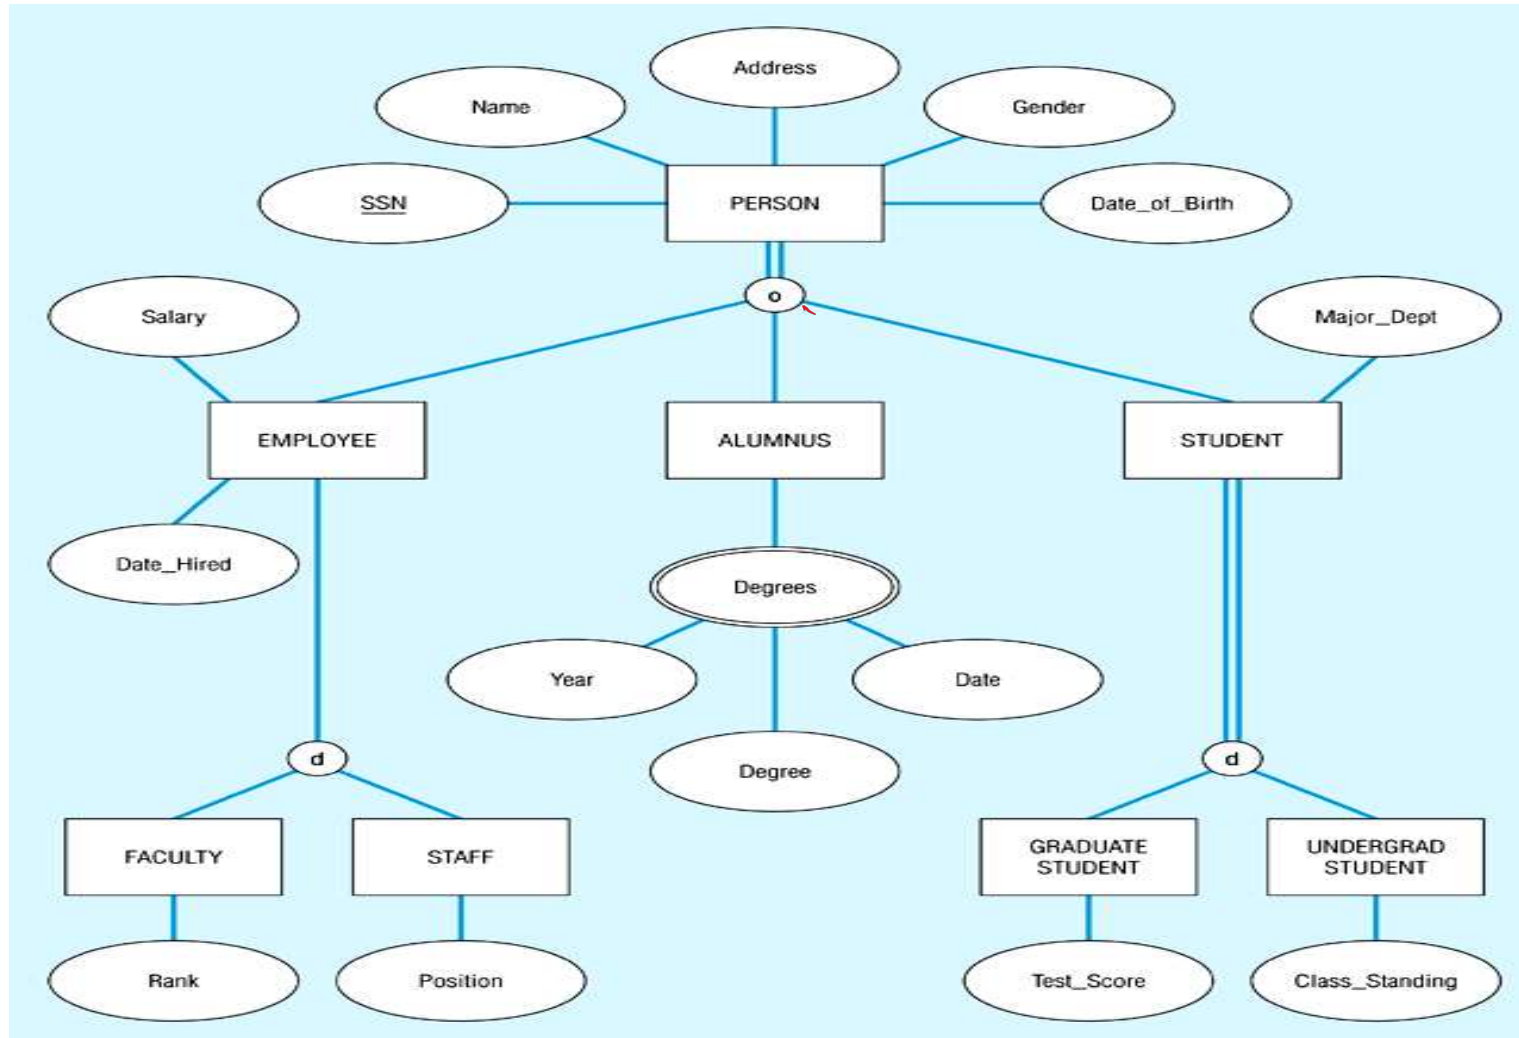 Address
Name
Gender
SSN
PERSON
Date_of_Birth
o
Salary
Major_Dept
EMPLOYEE
ALUMNUS
STUDENT
Date_Hired
Degrees
Year
Date
d
Degree
d
FACULTY
STAFF
GRADUATE
STUDENT
UNDERGRAD
STUDENT
Rank
Position
Test_Score
Class_Standing